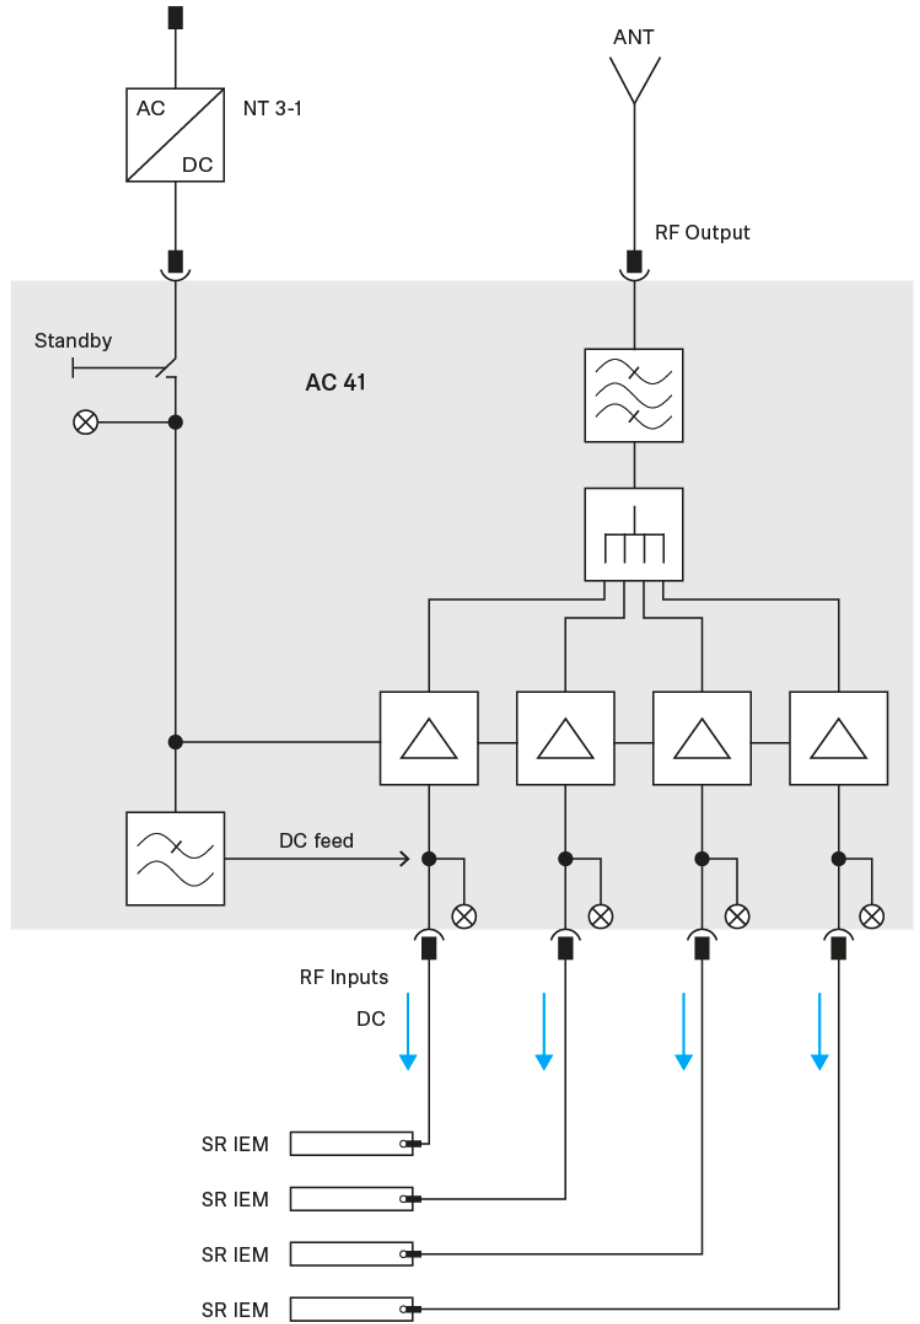 ANT
AC
NT 3-1
DC
RF Output
Standby
AC 41
DC feed
RF Inputs
DC
SR IEM
SR IEM
SR IEM
SR IEM